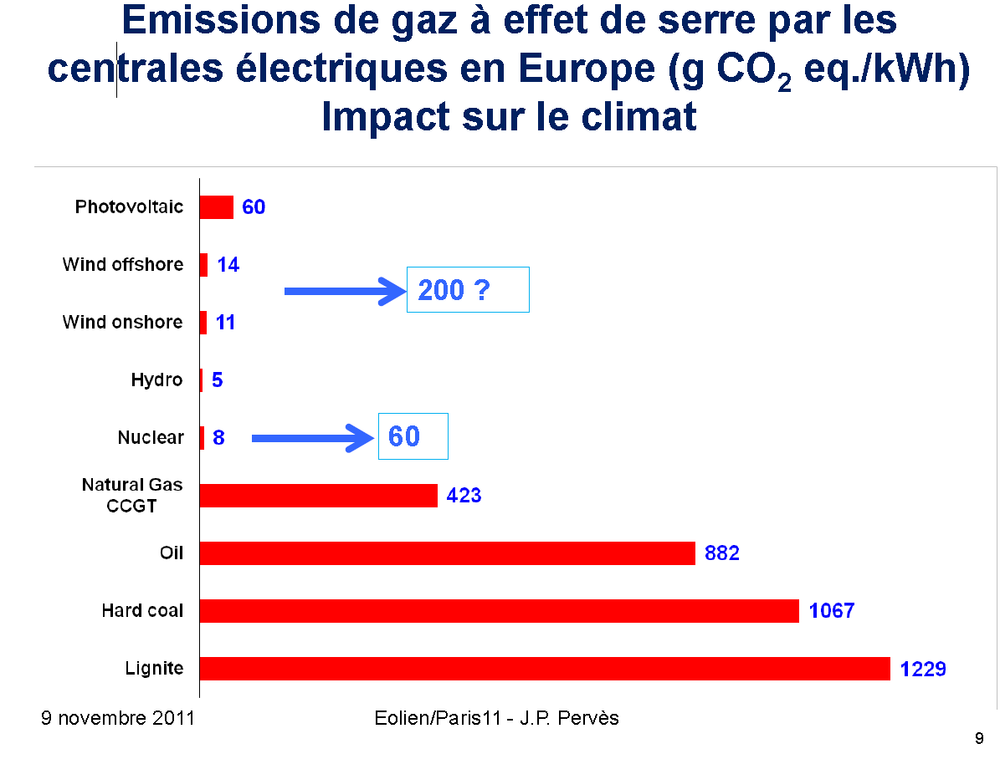 Emissions de gaz à effet de serre par les
centrales électriques en Europe (g CO₂ eq./kWh)
Impact sur le climat
Photovoltaic 60
Wind offshore 14
200 ?
Wind onshore 11
Hydro 5
Nuclear 8 60
Natural Gas
CCGT 423
Oil 882
Hard coal 1067
Lignite 1229
9 novembre 2011 Eolien/Paris11 - J.P. Pervès
9